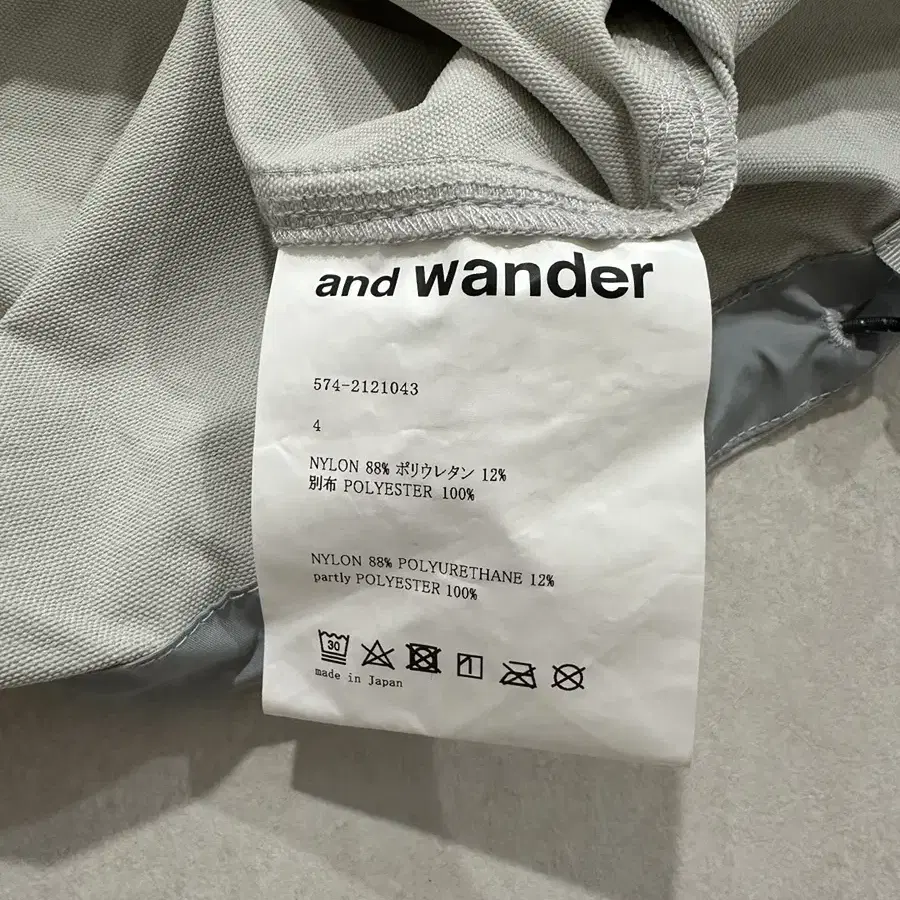 and wander
574-2121043
4
NYLON 88% ポリウレタン 12%
別布 POLYESTER 100%
NYLON 88% POLYURETHANE 12%
partly POLYESTER 100%
30
made in Japan